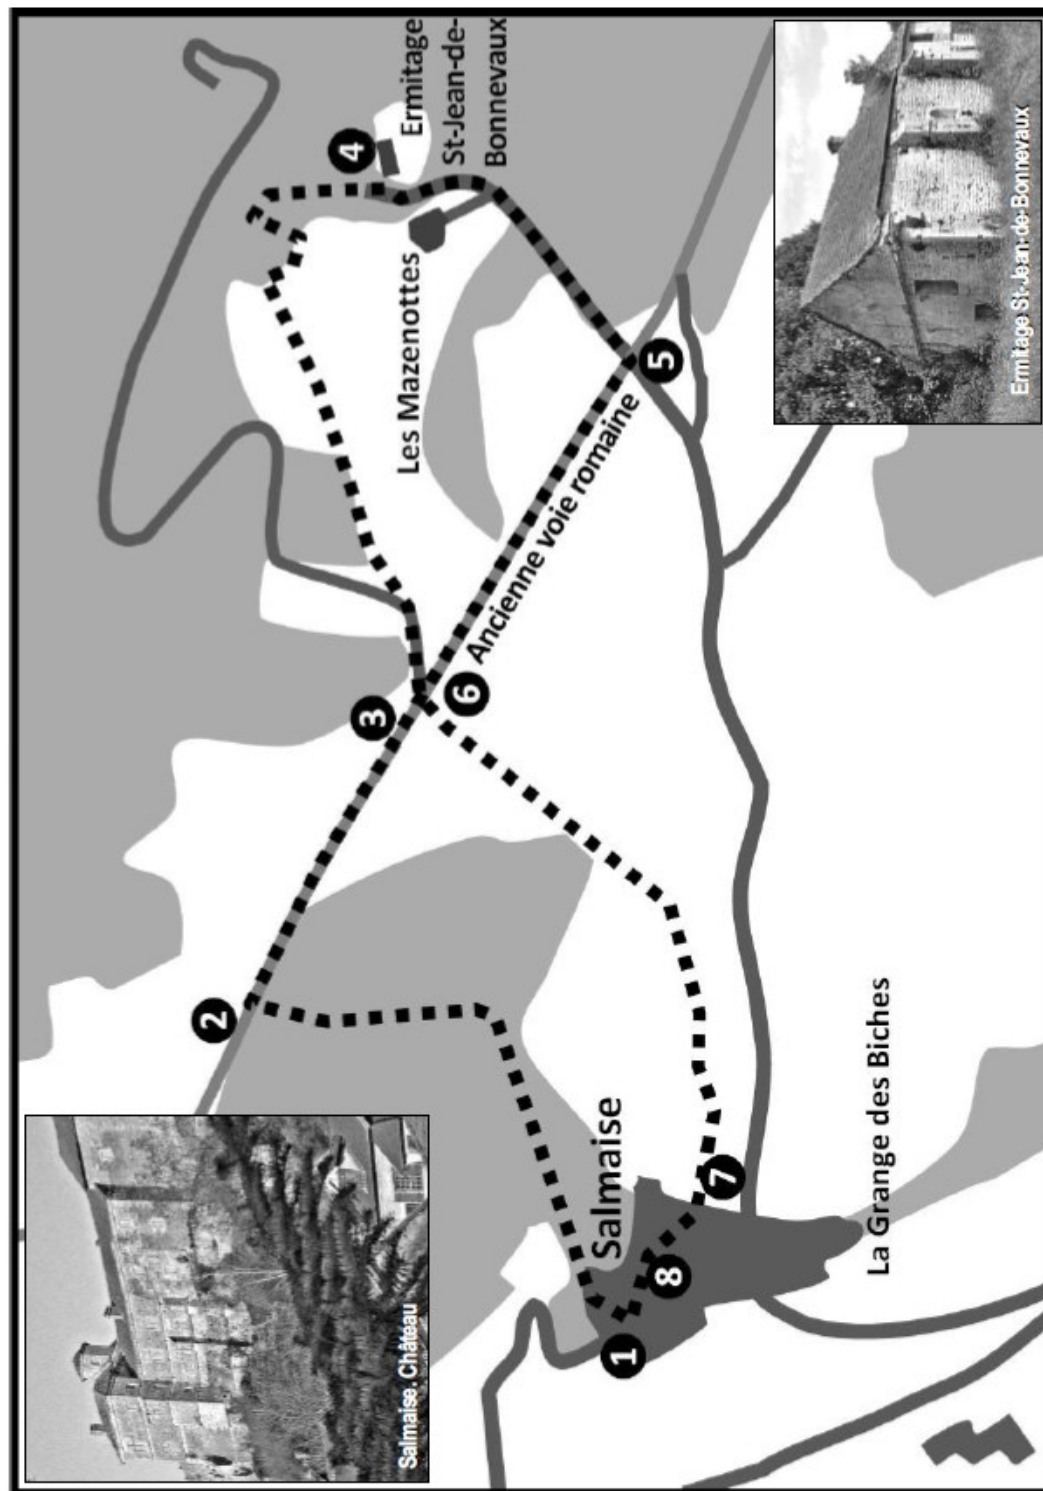 Salmaise. Château
2
3
4
Ermitage
St-Jean-de-
Bonnevaux
Les Mazenottes
6
Ancienne voie romaine
5
Salmaise
1
8
7
La Grange des Biches
Ermitage St-Jean-de-Bonnevaux